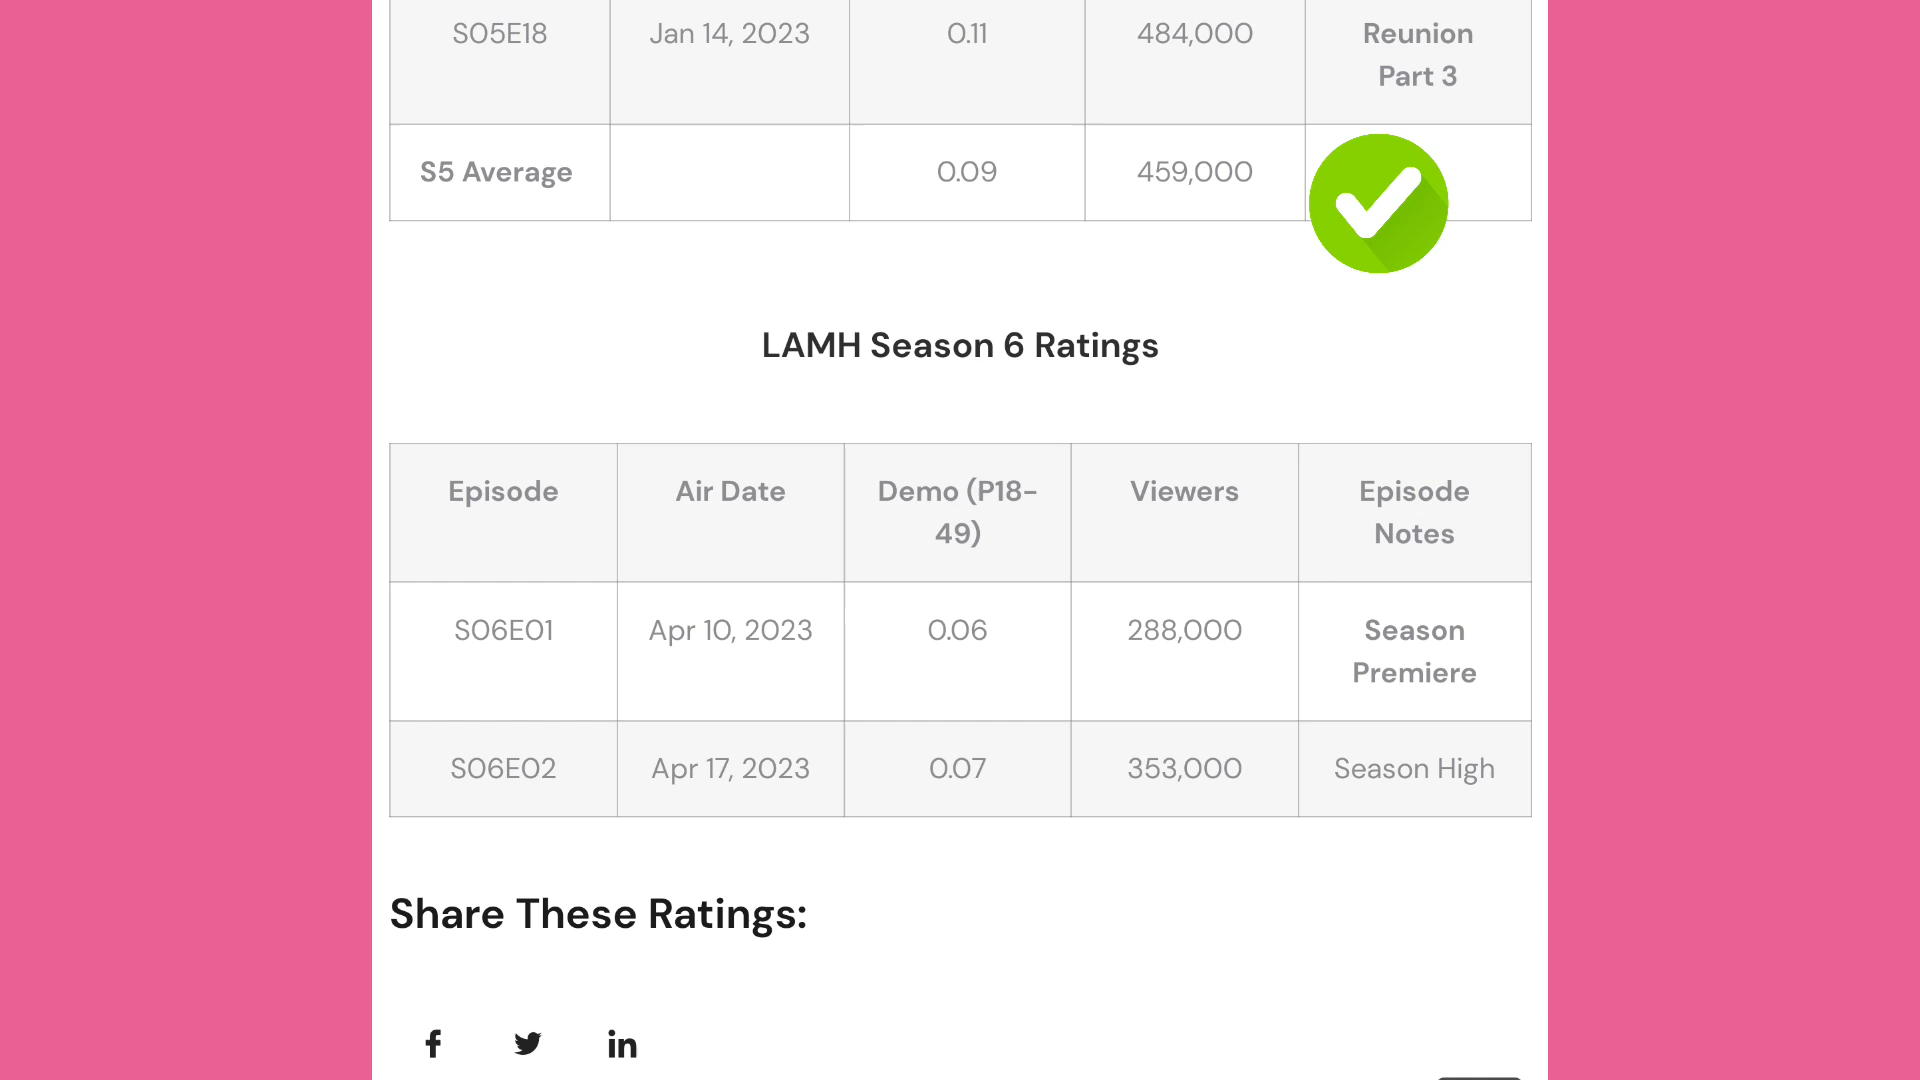 S05E18 Jan 14, 2023 0.11 484,000 Reunion
Part 3
S5 Average 0.09 459,000
LAMH Season 6 Ratings
Episode Air Date Demo (P18- Viewers Episode
49) Notes
S06E01 Apr 10, 2023 0.06 288,000 Season
Premiere
S06E02 Apr 17, 2023 0.07 353,000 Season High
Share These Ratings: